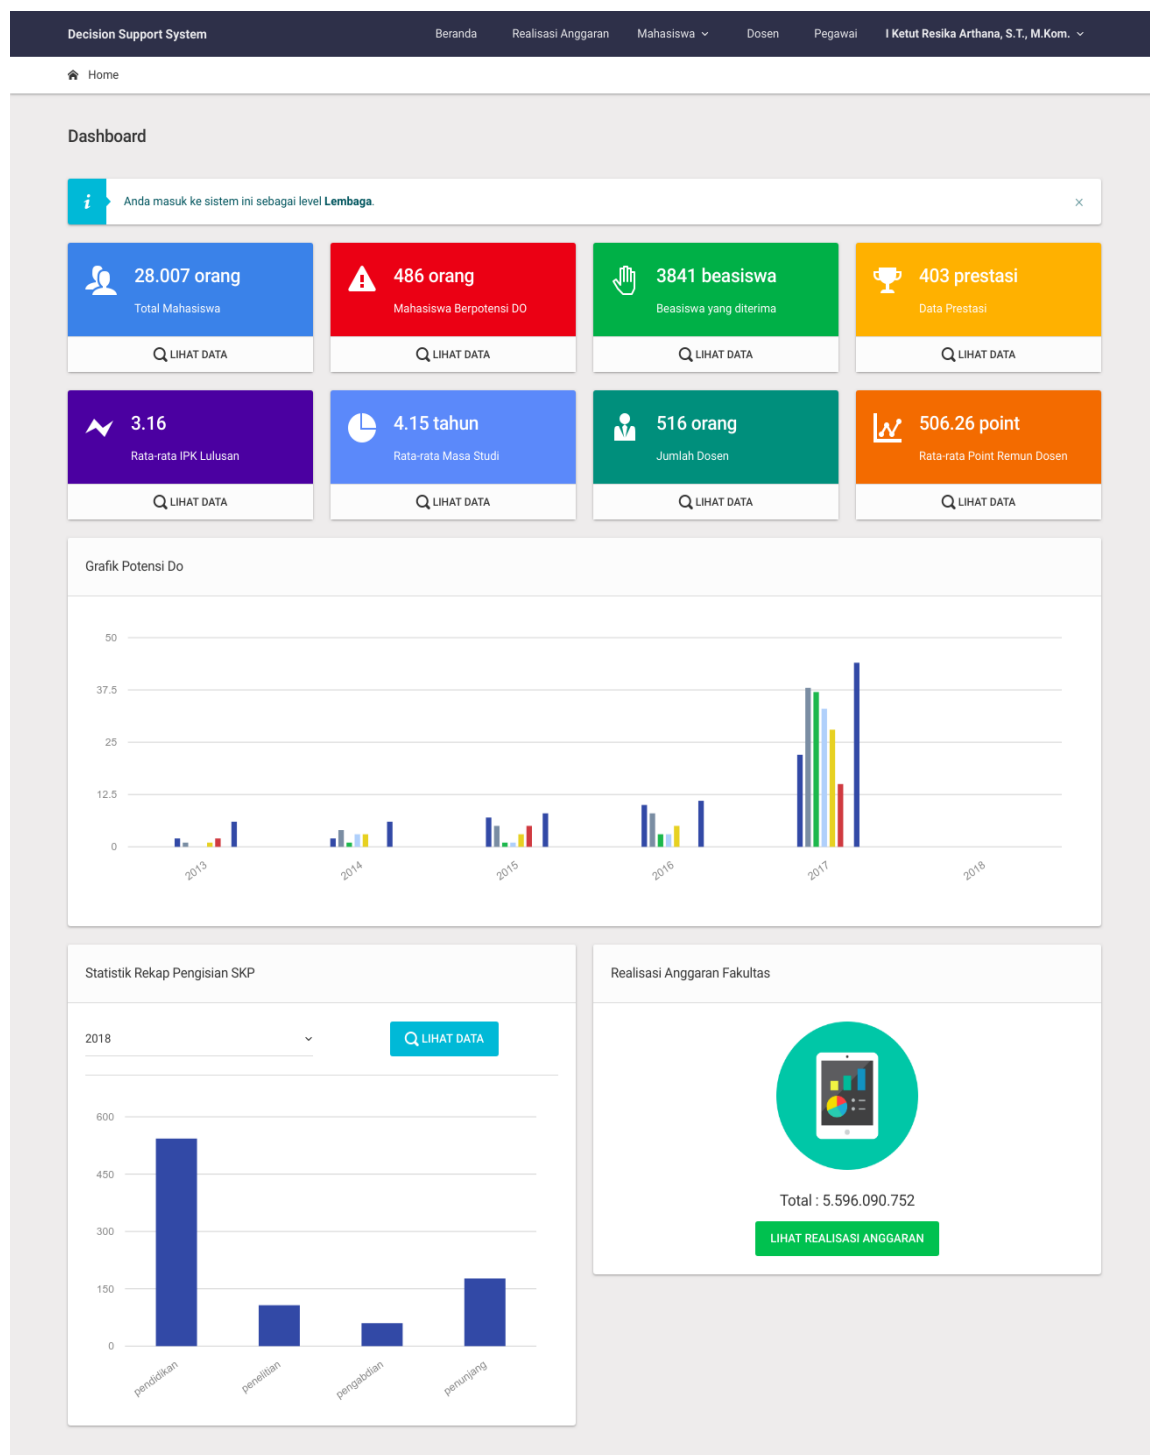 Decision Support System
Beranda
Realisasi Anggaran
Mahasiswa
Dosen
Pegawai
I Ketut Resika Arthana, S.T., M.Kom.
Home
Dashboard
i
Anda masuk ke sistem ini sebagai level Lembaga.
×
28.007 orang
Total Mahasiswa
LIHAT DATA
486 orang
Mahasiswa Berpotensi DO
LIHAT DATA
3841 beasiswa
Beasiswa yang diterima
LIHAT DATA
403 prestasi
Data Prestasi
LIHAT DATA
3.16
Rata-rata IPK Lulusan
LIHAT DATA
4.15 tahun
Rata-rata Masa Studi
LIHAT DATA
516 orang
Jumlah Dosen
LIHAT DATA
506.26 point
Rata-rata Point Remun Dosen
LIHAT DATA
Grafik Potensi Do
50
37.5
25
12.5
0
2013
2014
2015
2016
2017
2018
Statistik Rekap Pengisian SKP
2018
LIHAT DATA
600
450
300
150
0
pendidikan
penelitian
pengabdian
penunjang
Realisasi Anggaran Fakultas
Total : 5.596.090.752
LIHAT REALISASI ANGGARAN